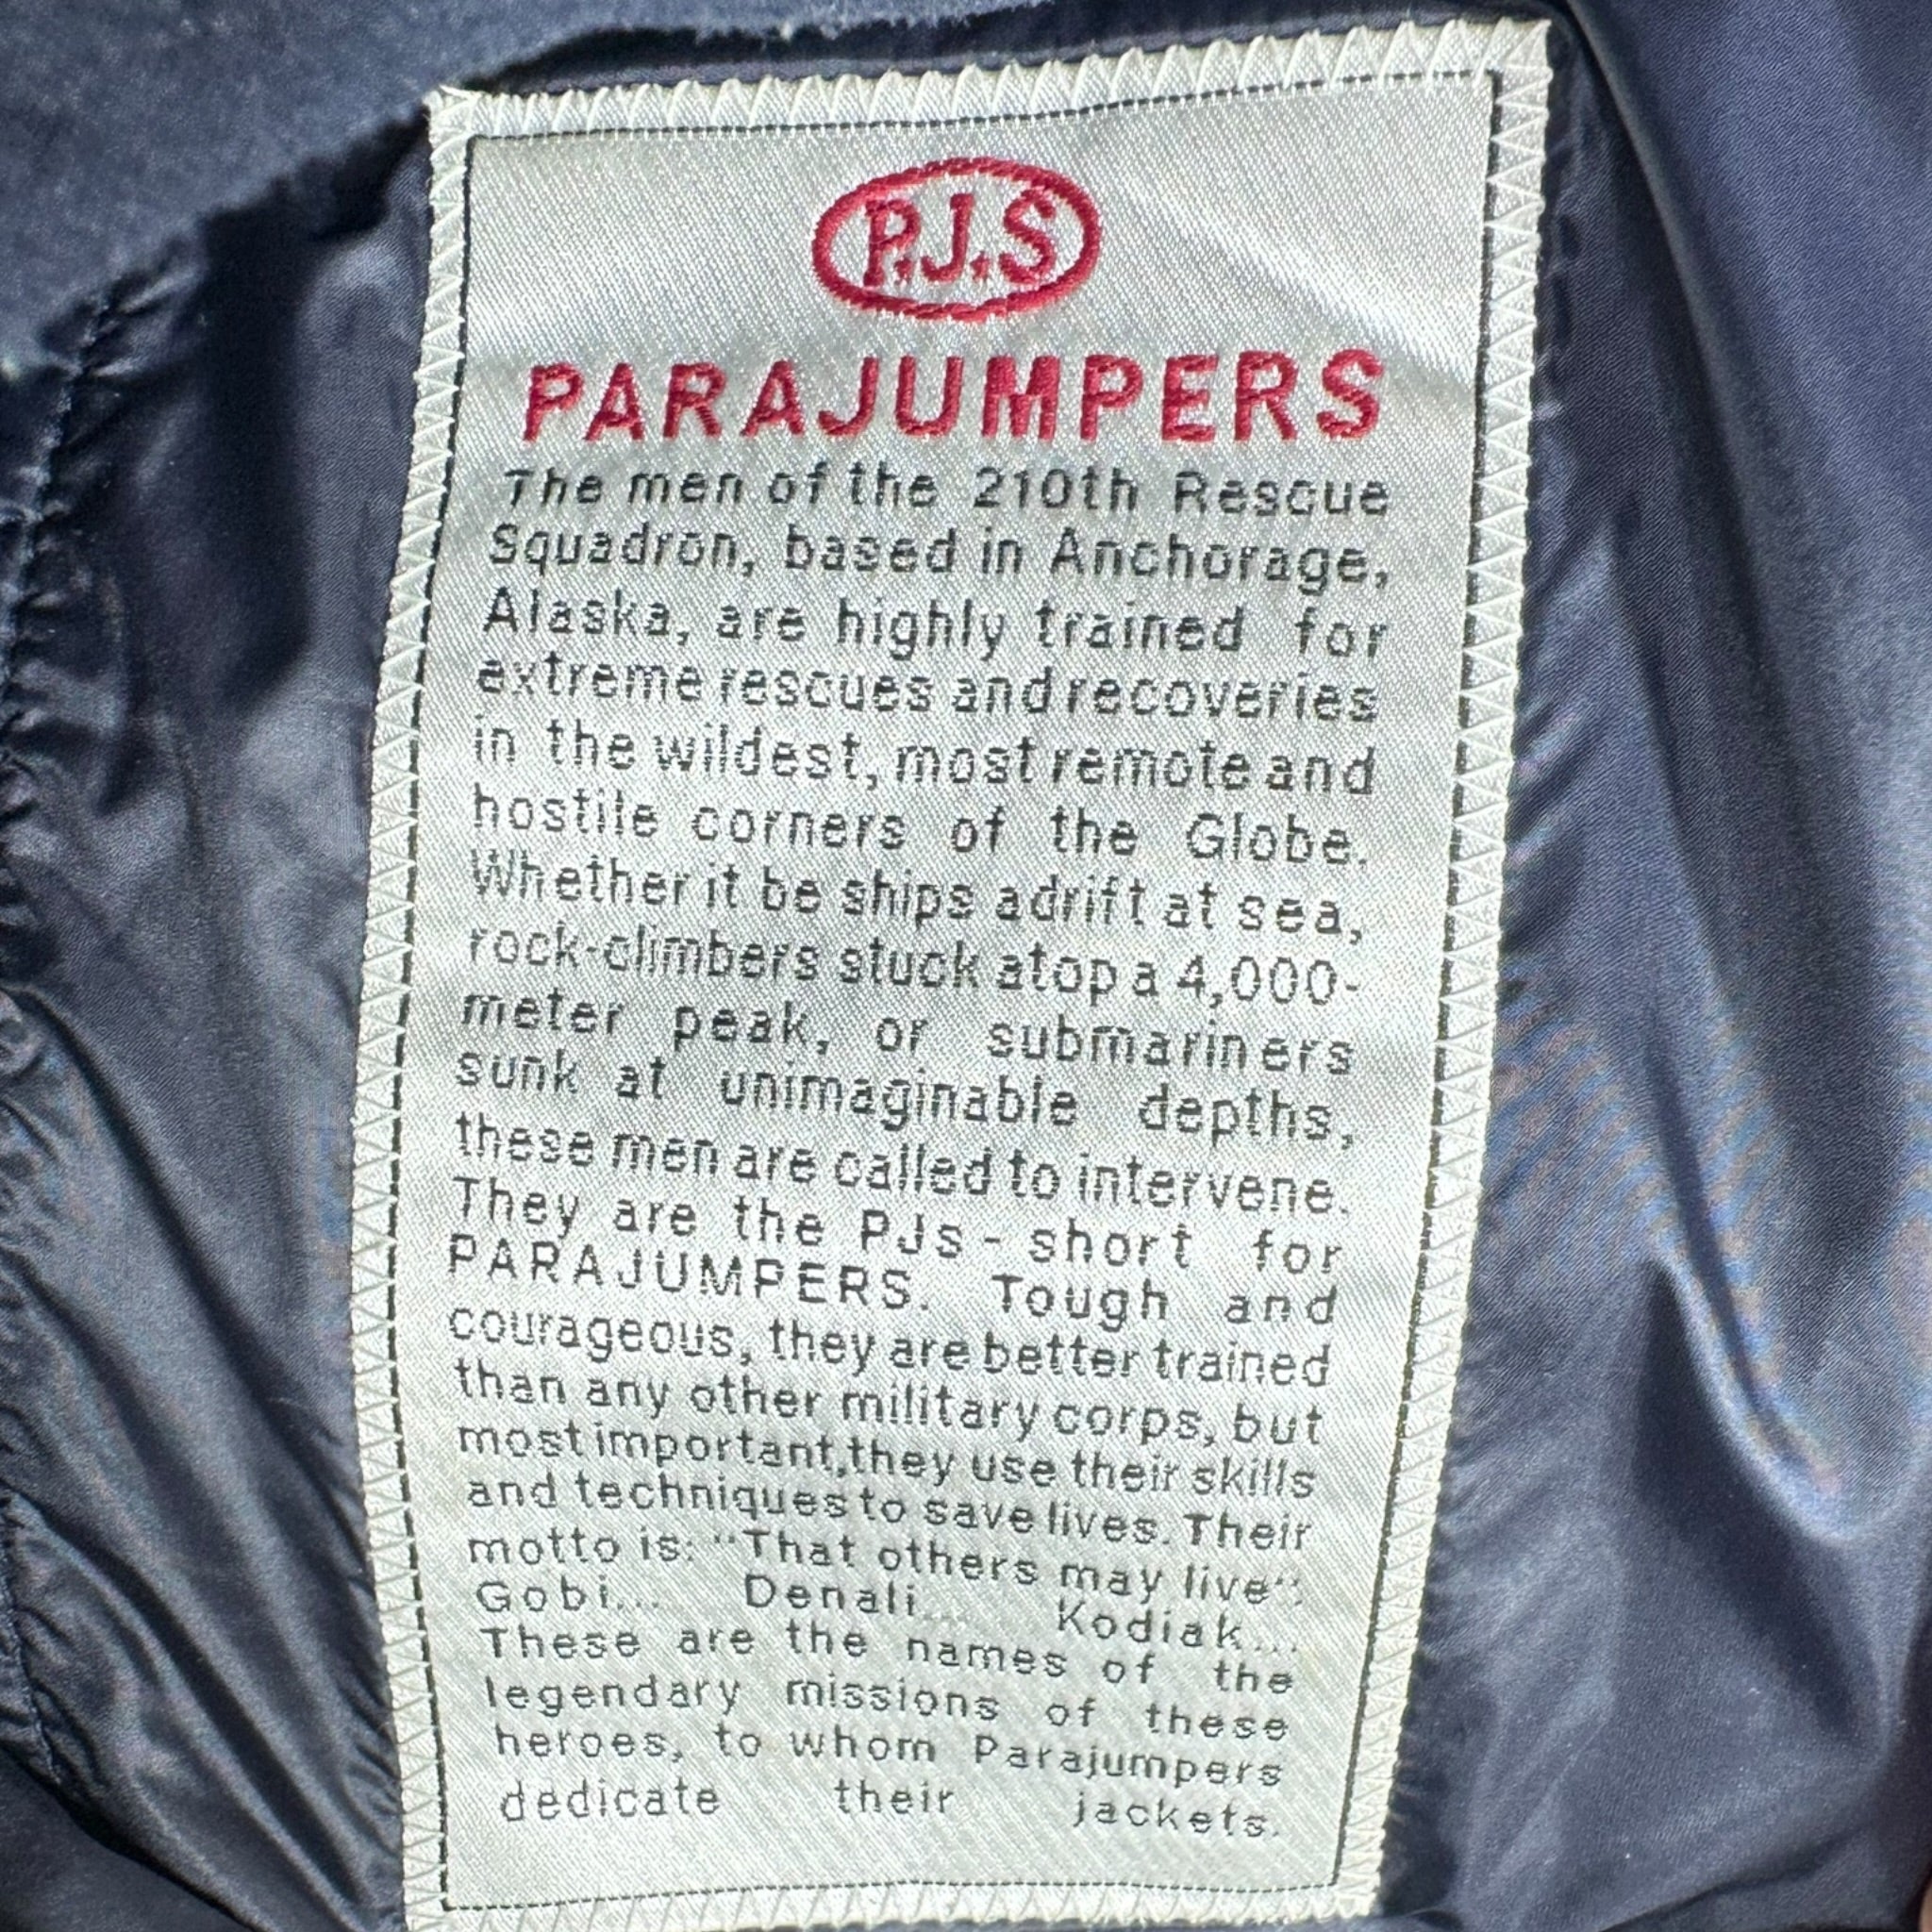 P.J.S
PARAJUMPERS
The men of the 210th Rescue
Squadron, based in Anchorage,
Alaska, are highly trained for
extreme rescues and recoveries
in the wildest, most remote and
hostile corners of the Globe.
Whether it be ships adrift at sea,
rock-climbers stuck atop a 4,000-
meter peak, or submariners
sunk at unimaginable depths,
these men are called to intervene.
They are the PJs - short for
PARAJUMPERS. Tough and
courageous, they are better trained
than any other military corps, but
most important,they use their skills
and techniques to save lives. Their
motto is: "That others may live":
Gobi... Denali... Kodiak...
These are the names of the
legendary missions of these
heroes, to whom Parajumpers
dedicate their jackets.